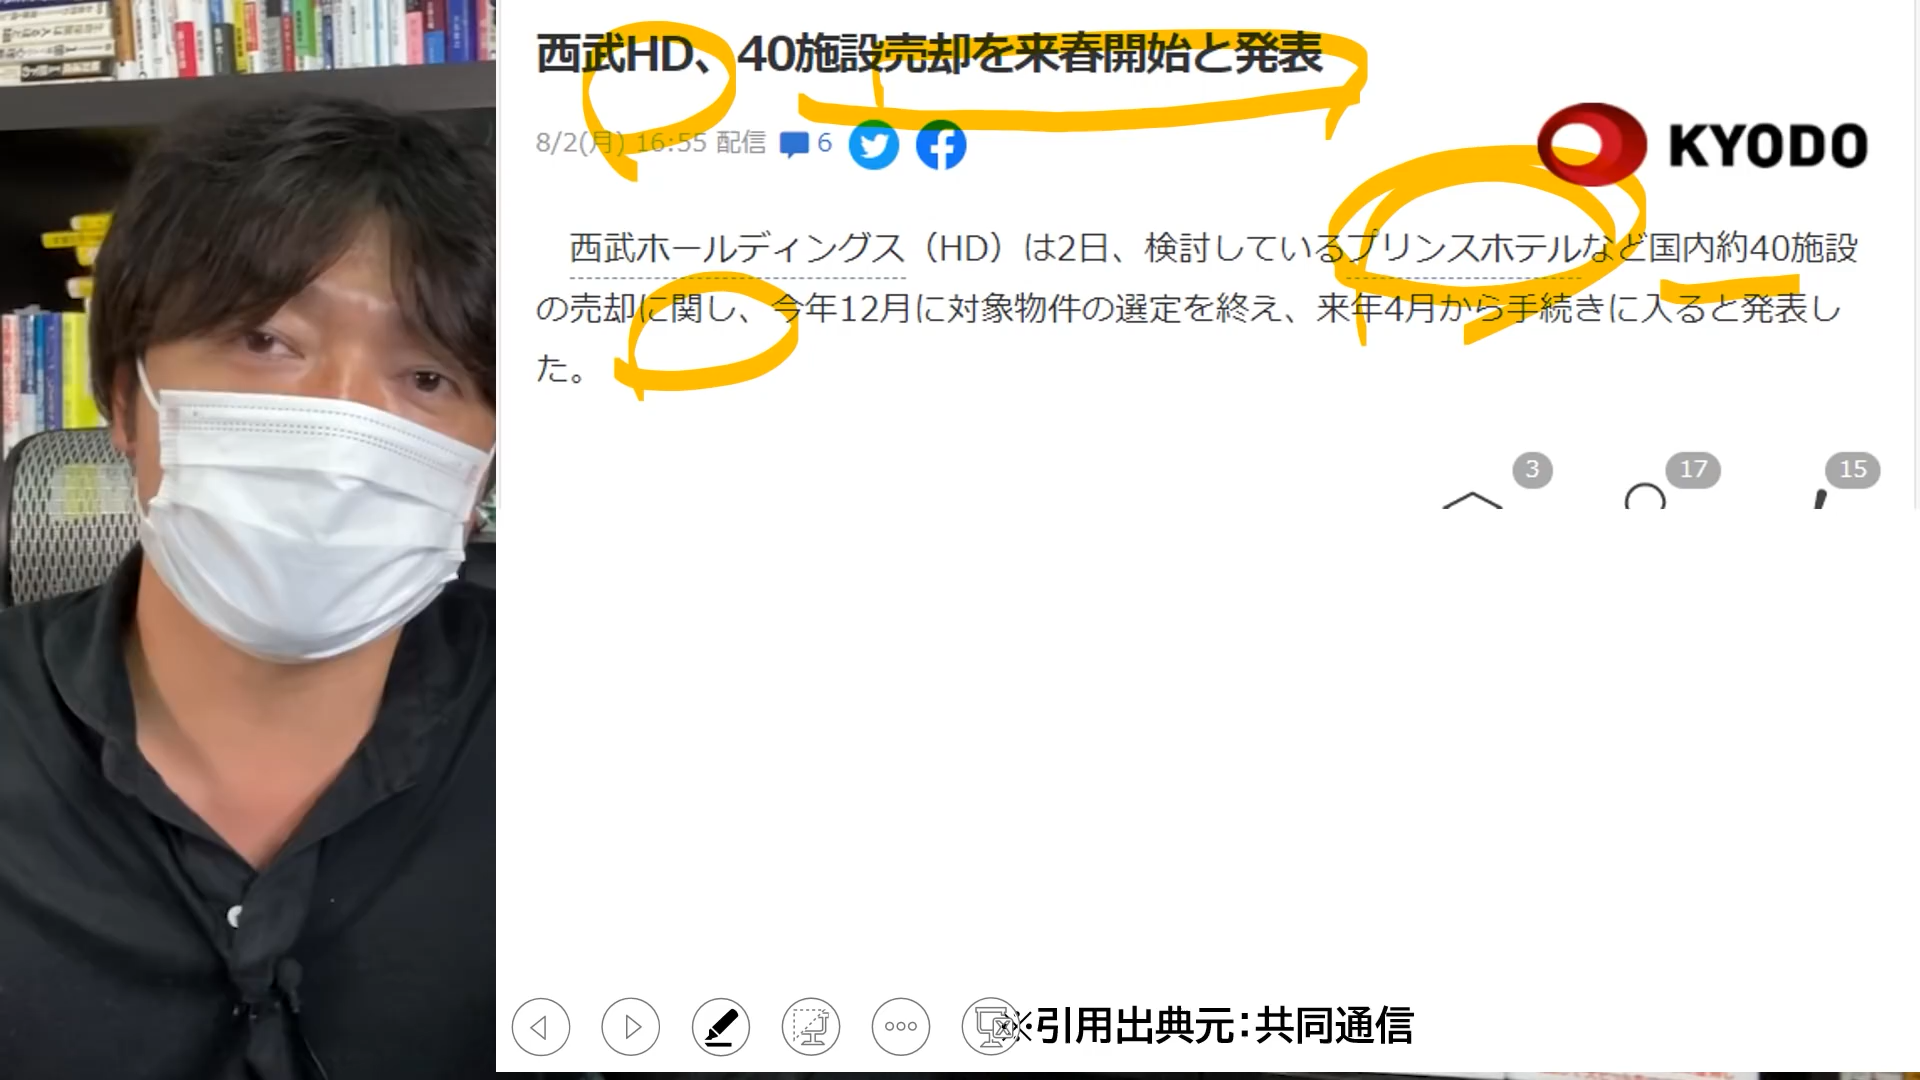 西武HD、40施設売却を来春開始と発表
8/2(月) 16:55 配信 6
KYODO
西武ホールディングス（HD）は2日、検討しているプリンスホテルなど国内約40施設
の売却に関し、今年12月に対象物件の選定を終え、来年4月から手続きに入ると発表し
た。
3 17 15
※引用出典元:共同通信